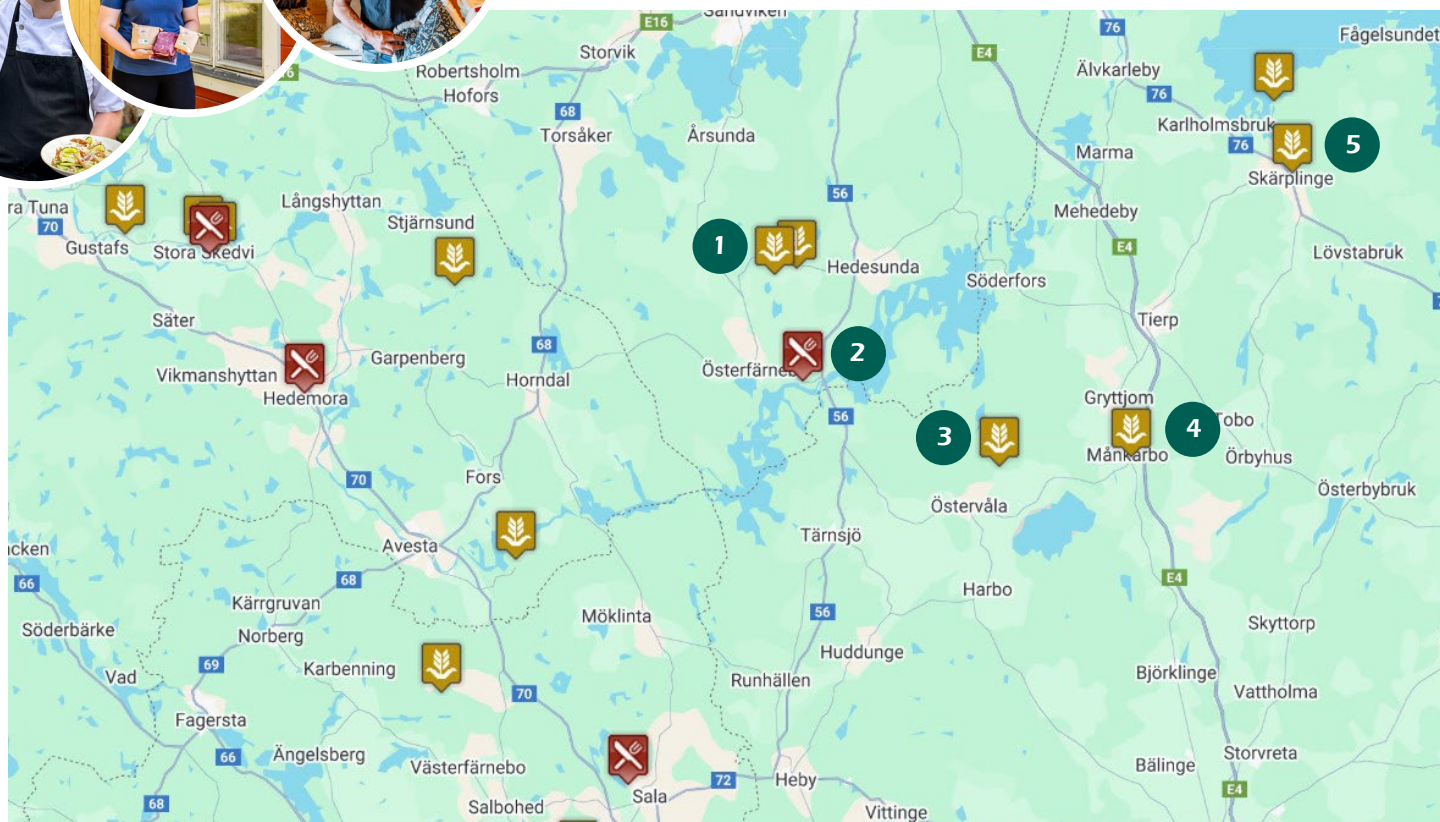 Sandviken
E16
76
Fågelsundet
Storvik
E4
Robertsholm
Älvkarleby
Hofors
76
68
Torsåker
Årsunda
Karlholmsbruk
76
5
Marma
Skärplinge
56
Långshyttan
ra Tuna
70
Stjärnsund
Mehedeby
Gustafs
Stora Skedvi
1
E4
Lövstabruk
Hedesunda
Söderfors
Säter
Tierp
68
Garpenberg
2
Vikmanshyttan
Österfärneb
Horndal
Hedemora
Gryttjom
56
Tobo
3
4
Månkarbo
Örbyhus
70
Fors
Österbybruk
Östervåla
Tärnsjö
Avesta
cken
66
68
E4
Harbo
Kärrgruvan
56
Möklinta
Söderbärke
Norberg
Skyttorp
69
Karbenning
Huddunge
Vad
Runhällen
Björklinge
70
Vattholma
Fagersta
66
Ängelsberg
Västerfärnebo
Storvreta
Bälinge
72
Heby
68
Salbohed
Sala
E4
Vittinge